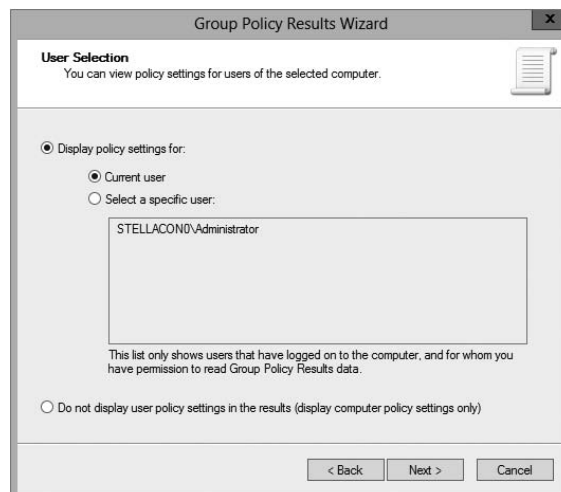 Group Policy Results Wizard
X
User Selection
You can view policy settings for users of the selected computer.
Display policy settings for:
Current user
Select a specific user:
STELLACON0\Administrator
This list only shows users that have logged on to the computer, and for whom you
have permission to read Group Policy Results data.
Do not display user policy settings in the results (display computer policy settings only)
< Back
Next >
Cancel